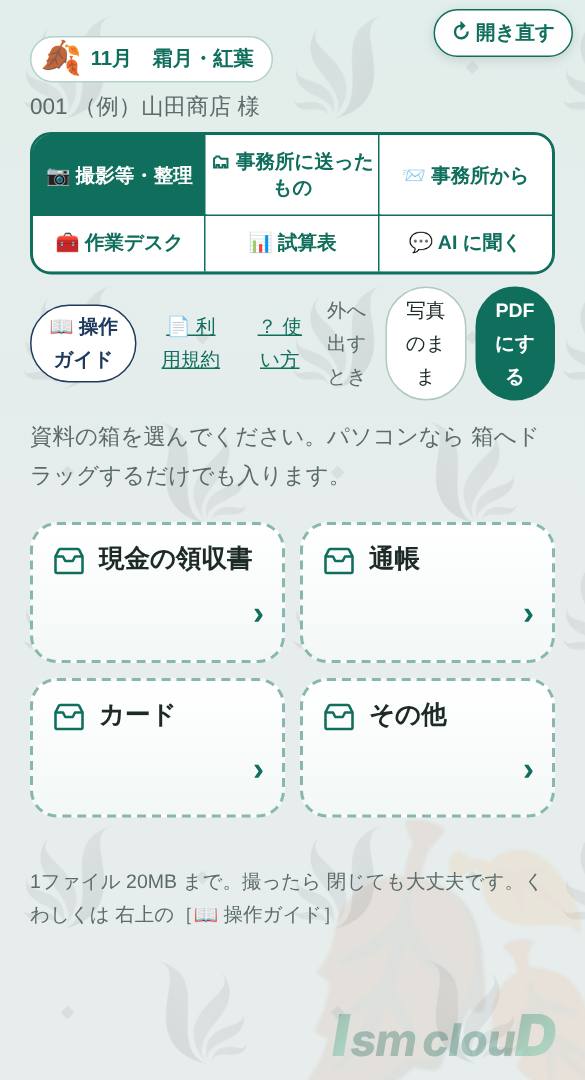 ↻ 開き直す
🍂 11月　霜月・紅葉
001 （例）山田商店 様
📷 撮影等・整理
🗂 事務所に送った
もの
📨 事務所から
🧰 作業デスク
📊 試算表
💬 AI に聞く
📖 操作
ガイド
📄 利
用規約
？ 使
い方
外へ
出す
とき
写真
のま
ま
PDF
にす
る
資料の箱を選んでください。パソコンなら 箱へド
ラッグするだけでも入ります。
現金の領収書
›
通帳
›
カード
›
その他
›
1ファイル 20MB まで。撮ったら 閉じても大丈夫です。く
わしくは 右上の［📖 操作ガイド］
Ism clouD